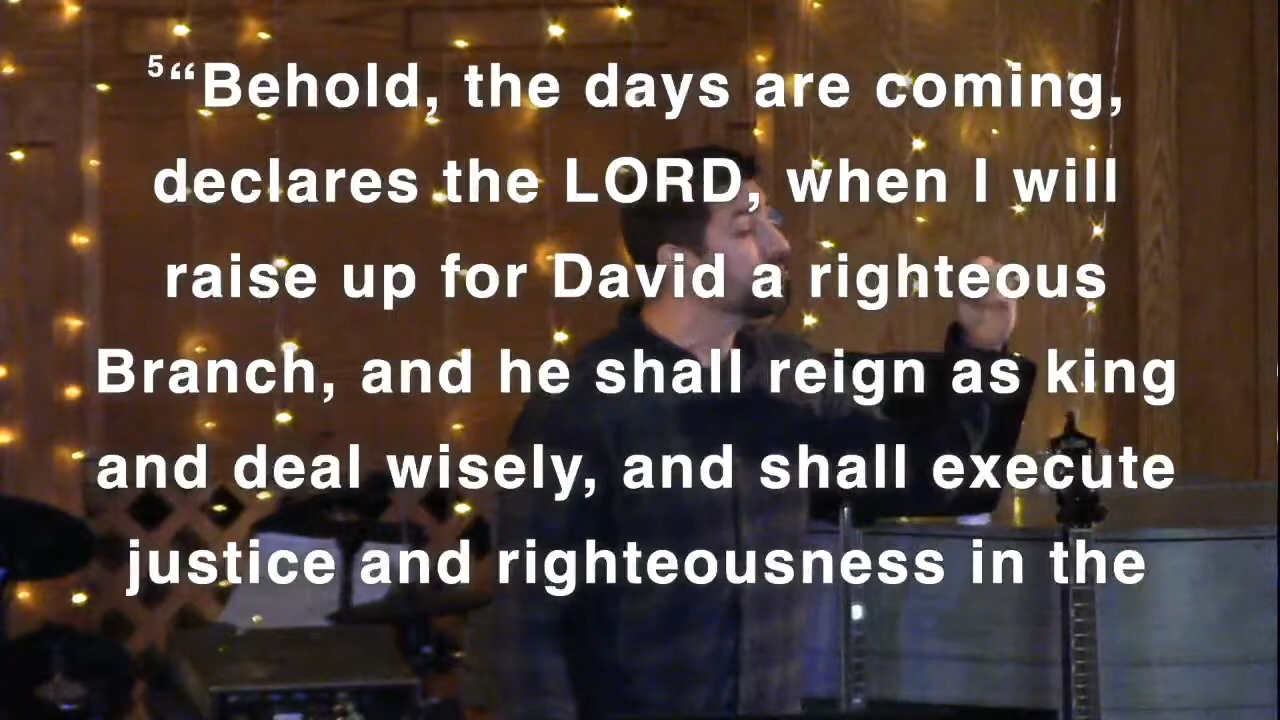 ⁵“Behold, the days are coming,
declares the LORD, when I will
raise up for David a righteous
Branch, and he shall reign as king
and deal wisely, and shall execute
justice and righteousness in the